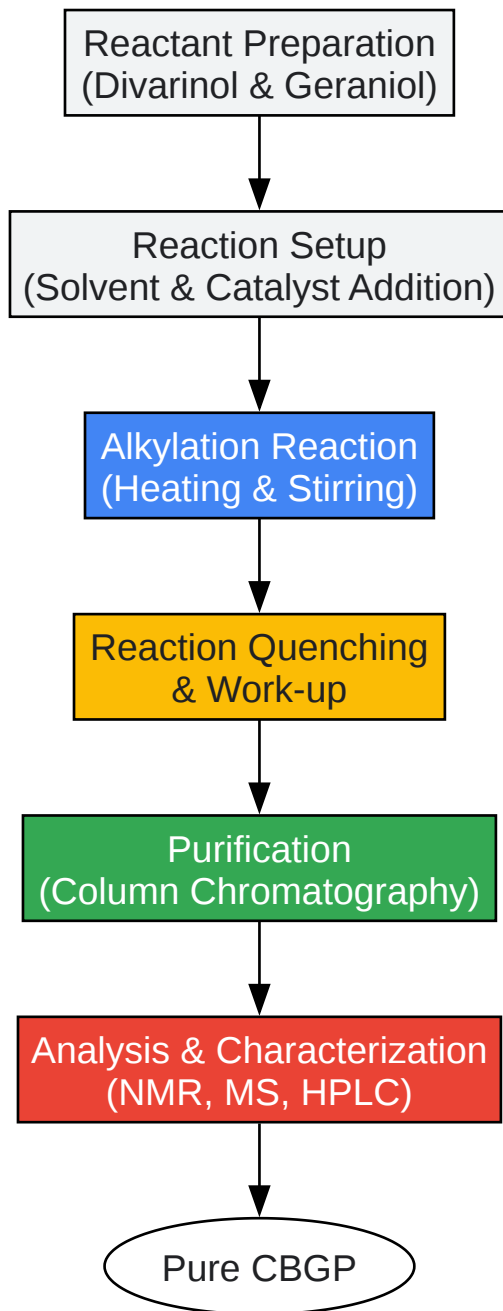 Reactant Preparation
(Divarinol & Geraniol)
Reaction Setup
(Solvent & Catalyst Addition)
Alkylation Reaction
(Heating & Stirring)
Reaction Quenching
& Work-up
Purification
(Column Chromatography)
Analysis & Characterization
(NMR, MS, HPLC)
Pure CBGP